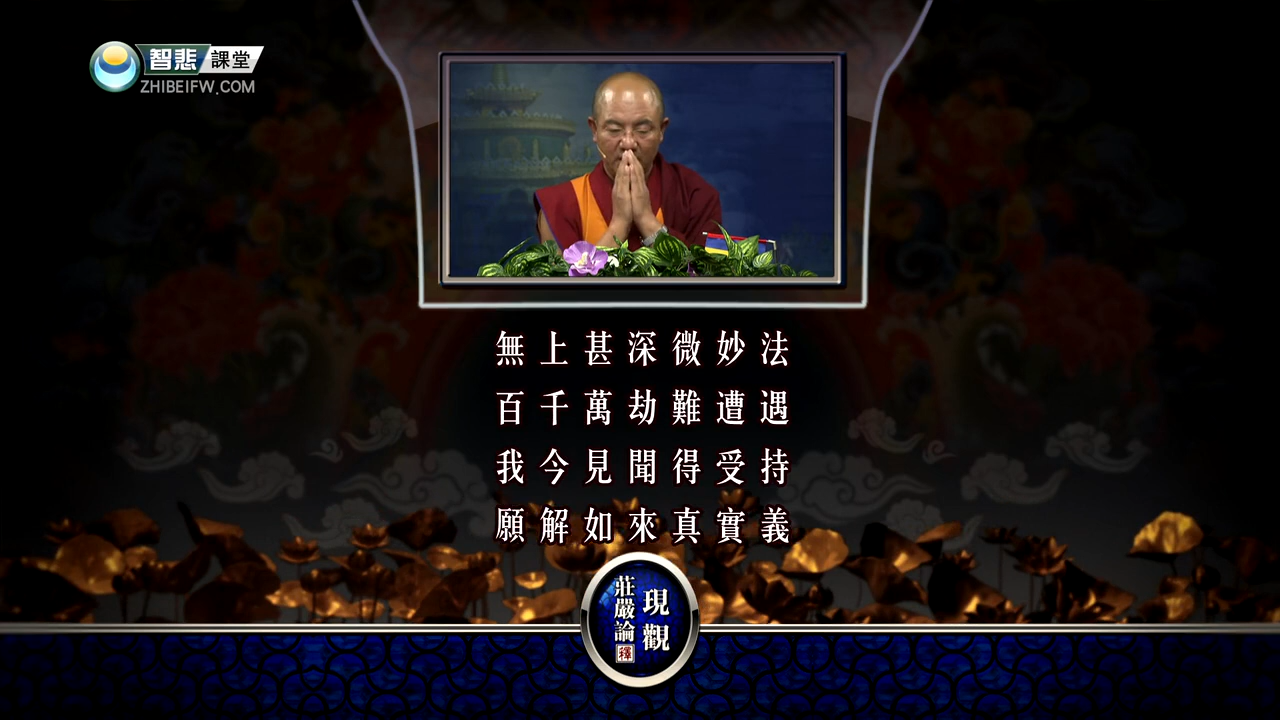 智悲課堂
ZHIBEIFW.COM
無上甚深微妙法
百千萬劫難遭遇
我今見聞得受持
願解如來真實義
現觀
莊嚴論釋